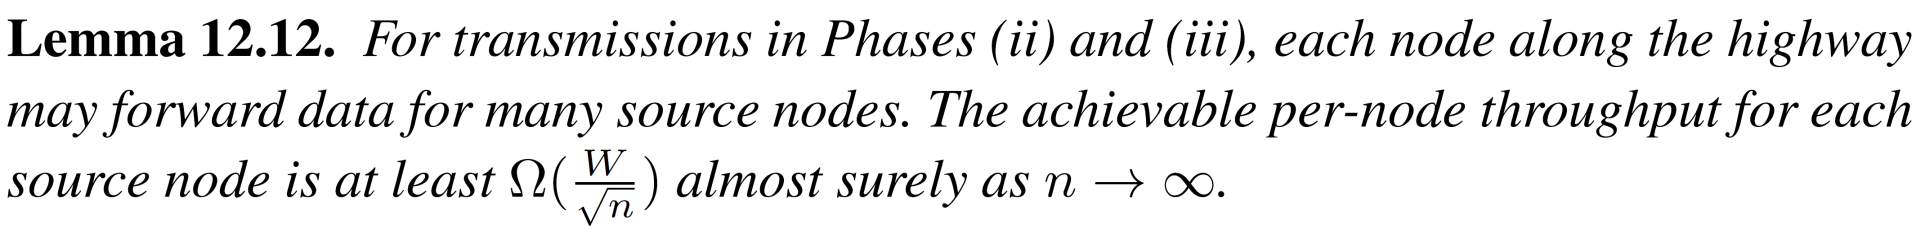 Lemma 12.12. For transmissions in Phases (ii) and (iii), each node along the highway
may forward data for many source nodes. The achievable per-node throughput for each
source node is at least Ω(W/√n) almost surely as n → ∞.